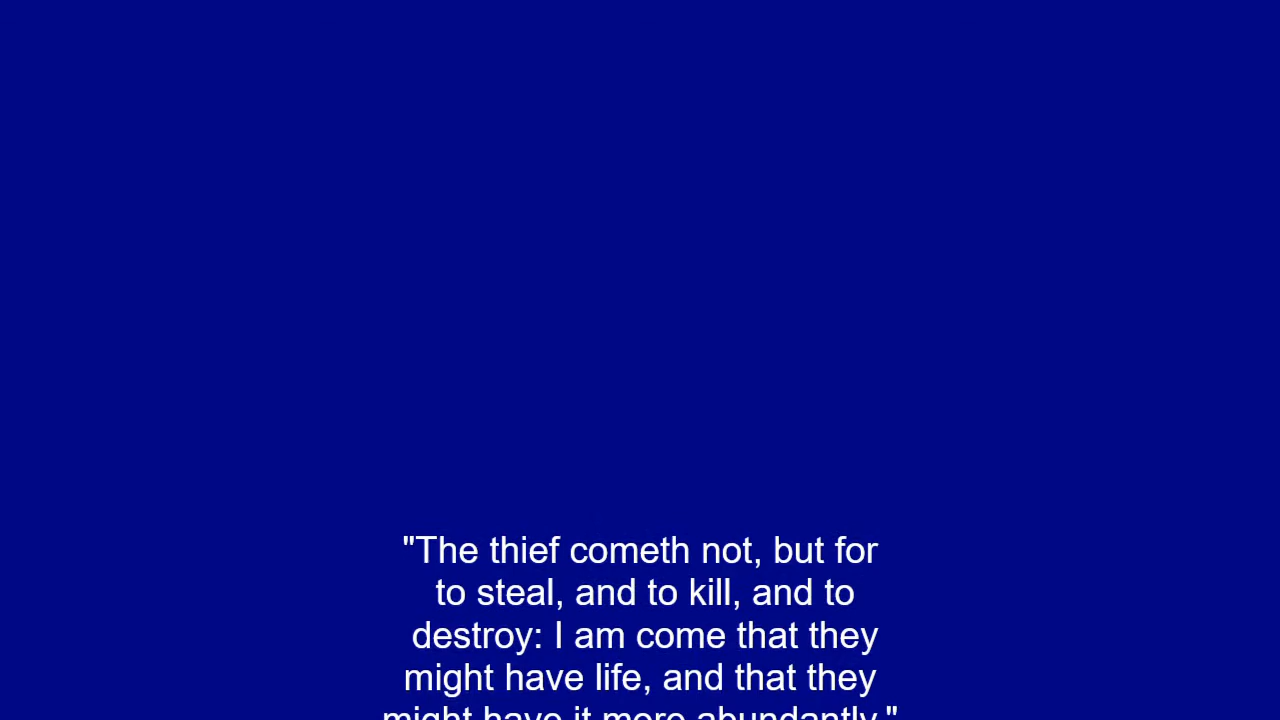 "The thief cometh not, but for
to steal, and to kill, and to
destroy: I am come that they
might have life, and that they
might have it more abundantly."